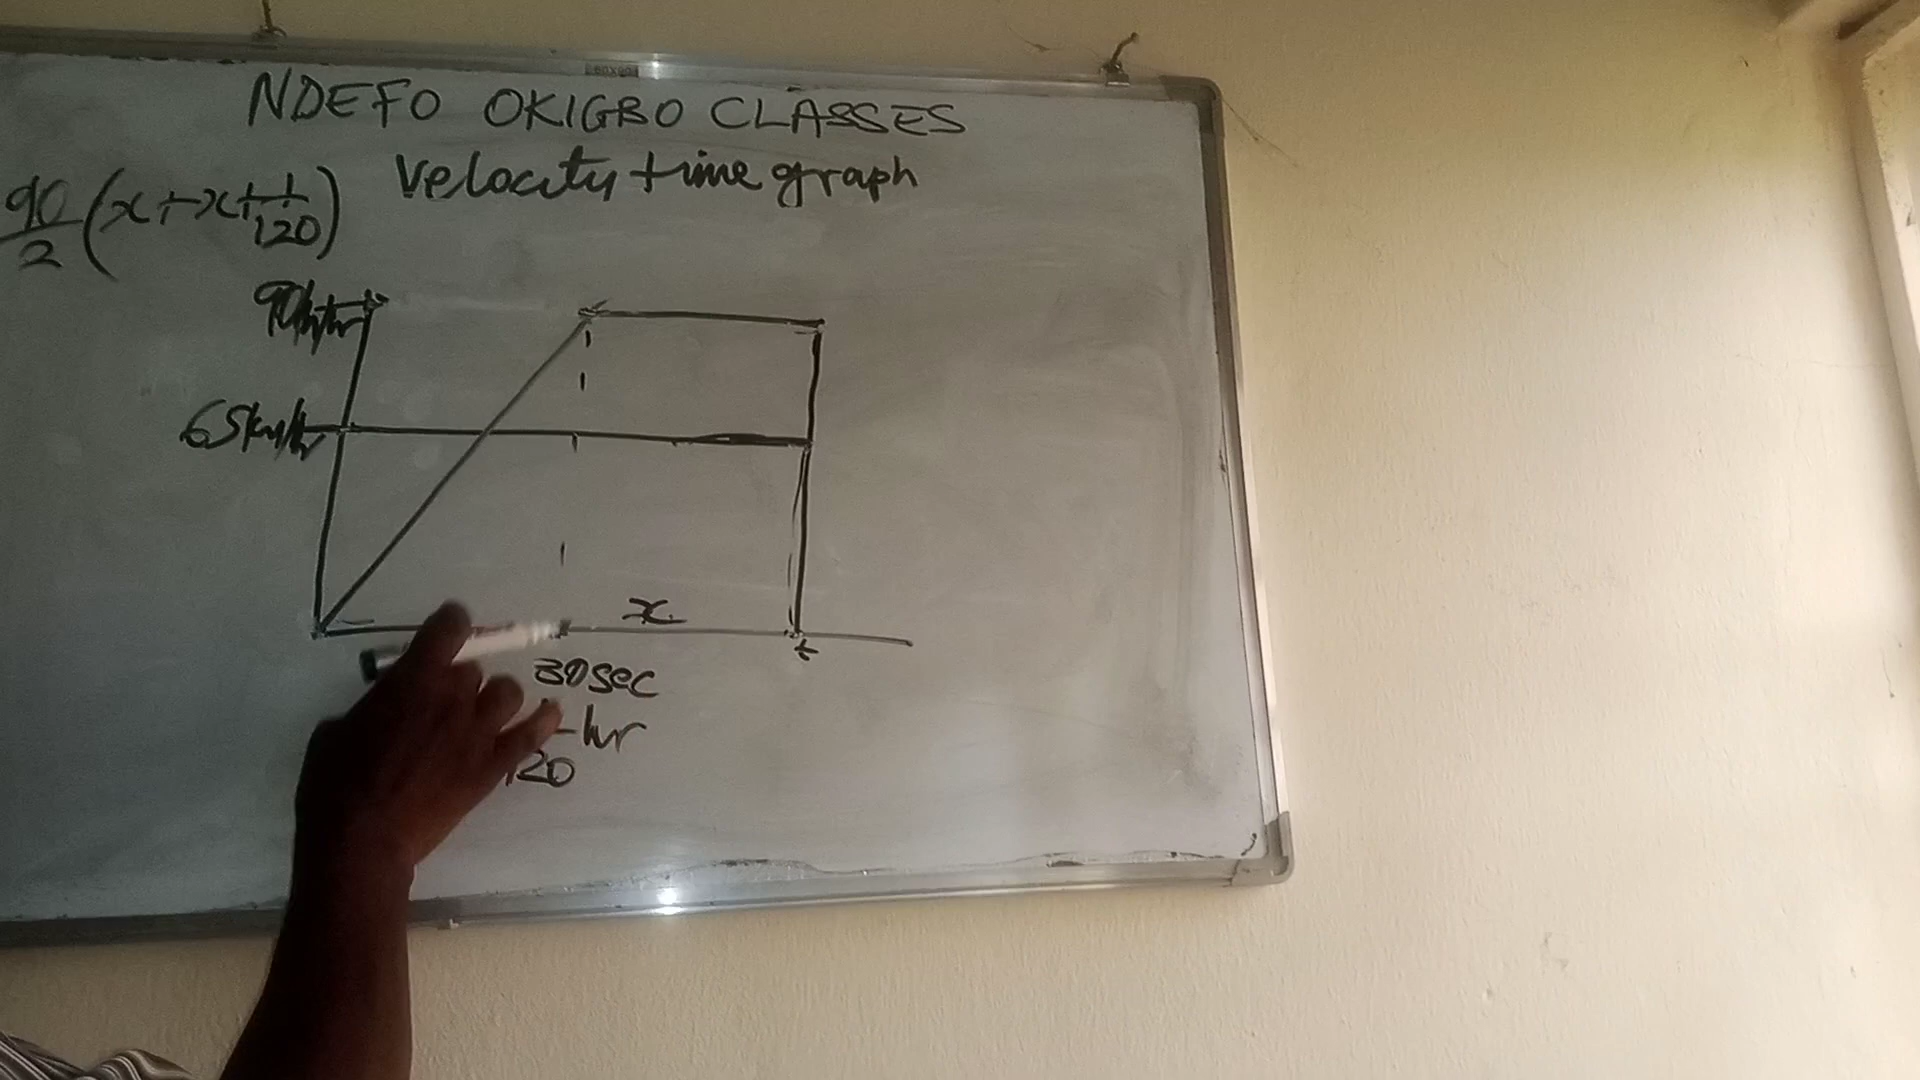 NDEFO OKIGBO CLASSES
Velocity time graph
90/2 (x+x+1/120)
90km/hr
65km/hr
x
t
30sec
hr
120